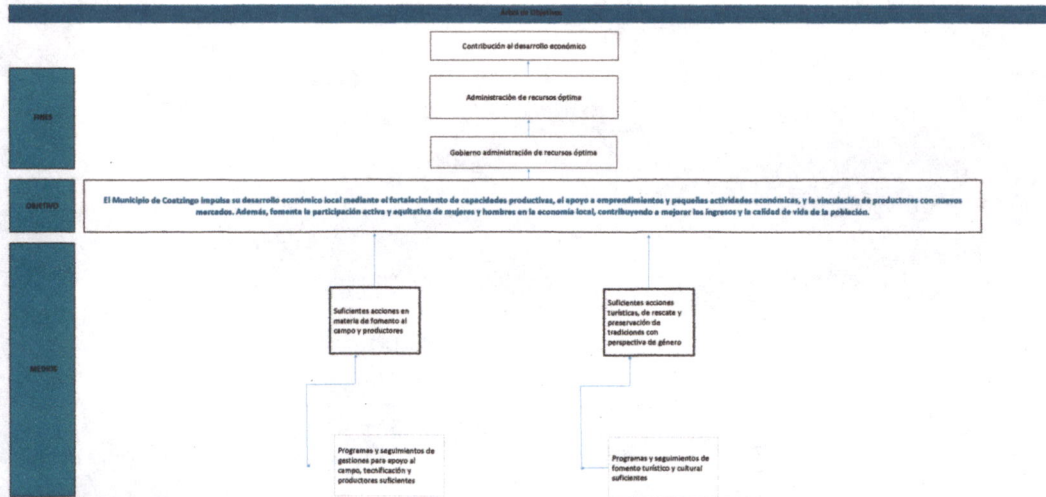 Árbol de Objetivos
Contribución al desarrollo económico
FINES
Administración de recursos óptima
Gobierno administración de recursos óptima
OBJETIVO
El Municipio de Coatzingo impulsa su desarrollo económico local mediante el fortalecimiento de capacidades productivas, el apoyo a emprendimientos y pequeñas actividades económicas, y la vinculación de productores con nuevos
mercados. Además, fomenta la participación activa y equitativa de mujeres y hombres en la economía local, contribuyendo a mejorar los ingresos y la calidad de vida de la población.
MEDIOS
Suficientes acciones en
materia de fomento al
campo y productores
Suficientes acciones
turísticas, de rescate y
preservación de
tradiciones con
perspectiva de género
Programas y seguimientos de
gestiones para apoyo al
campo, tecnificación y
productores suficientes
Programas y seguimientos de
fomento turístico y cultural
suficientes